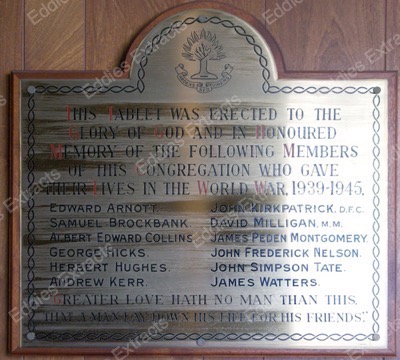 THIS TABLET WAS ERECTED TO THE
GLORY OF GOD AND IN HONOURED
MEMORY OF THE FOLLOWING MEMBERS
OF THIS CONGREGATION WHO GAVE
THEIR LIVES IN THE WORLD WAR, 1939-1945.
EDWARD ARNOTT. JOHN KIRKPATRICK, D.F.C.
SAMUEL BROCKBANK. DAVID MILLIGAN, M.M.
ALBERT EDWARD COLLINS. JAMES PEDEN MONTGOMERY.
GEORGE HICKS. JOHN FREDERICK NELSON.
HERBERT HUGHES. JOHN SIMPSON TATE.
ANDREW KERR. JAMES WATTERS.
"GREATER LOVE HATH NO MAN THAN THIS,
THAT A MAN LAY DOWN HIS LIFE FOR HIS FRIENDS."
Eddies Extracts